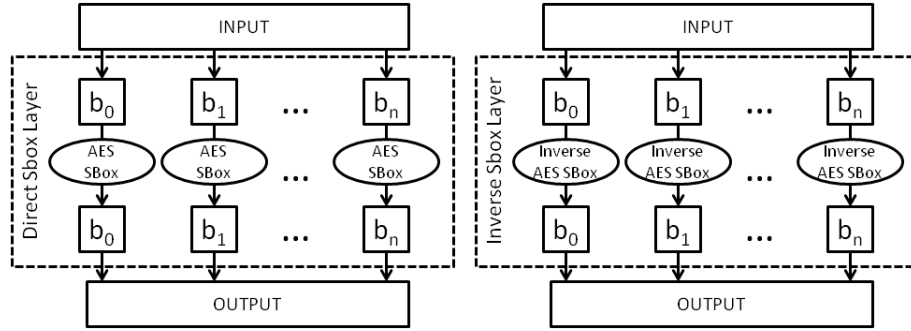 INPUT
Direct Sbox Layer
b0 b1 ... bn
AES AES AES
SBox SBox SBox
b0 b1 ... bn
...
OUTPUT
INPUT
Inverse Sbox Layer
b0 b1 ... bn
Inverse Inverse Inverse
AES SBox AES SBox AES SBox
b0 b1 ... bn
...
OUTPUT